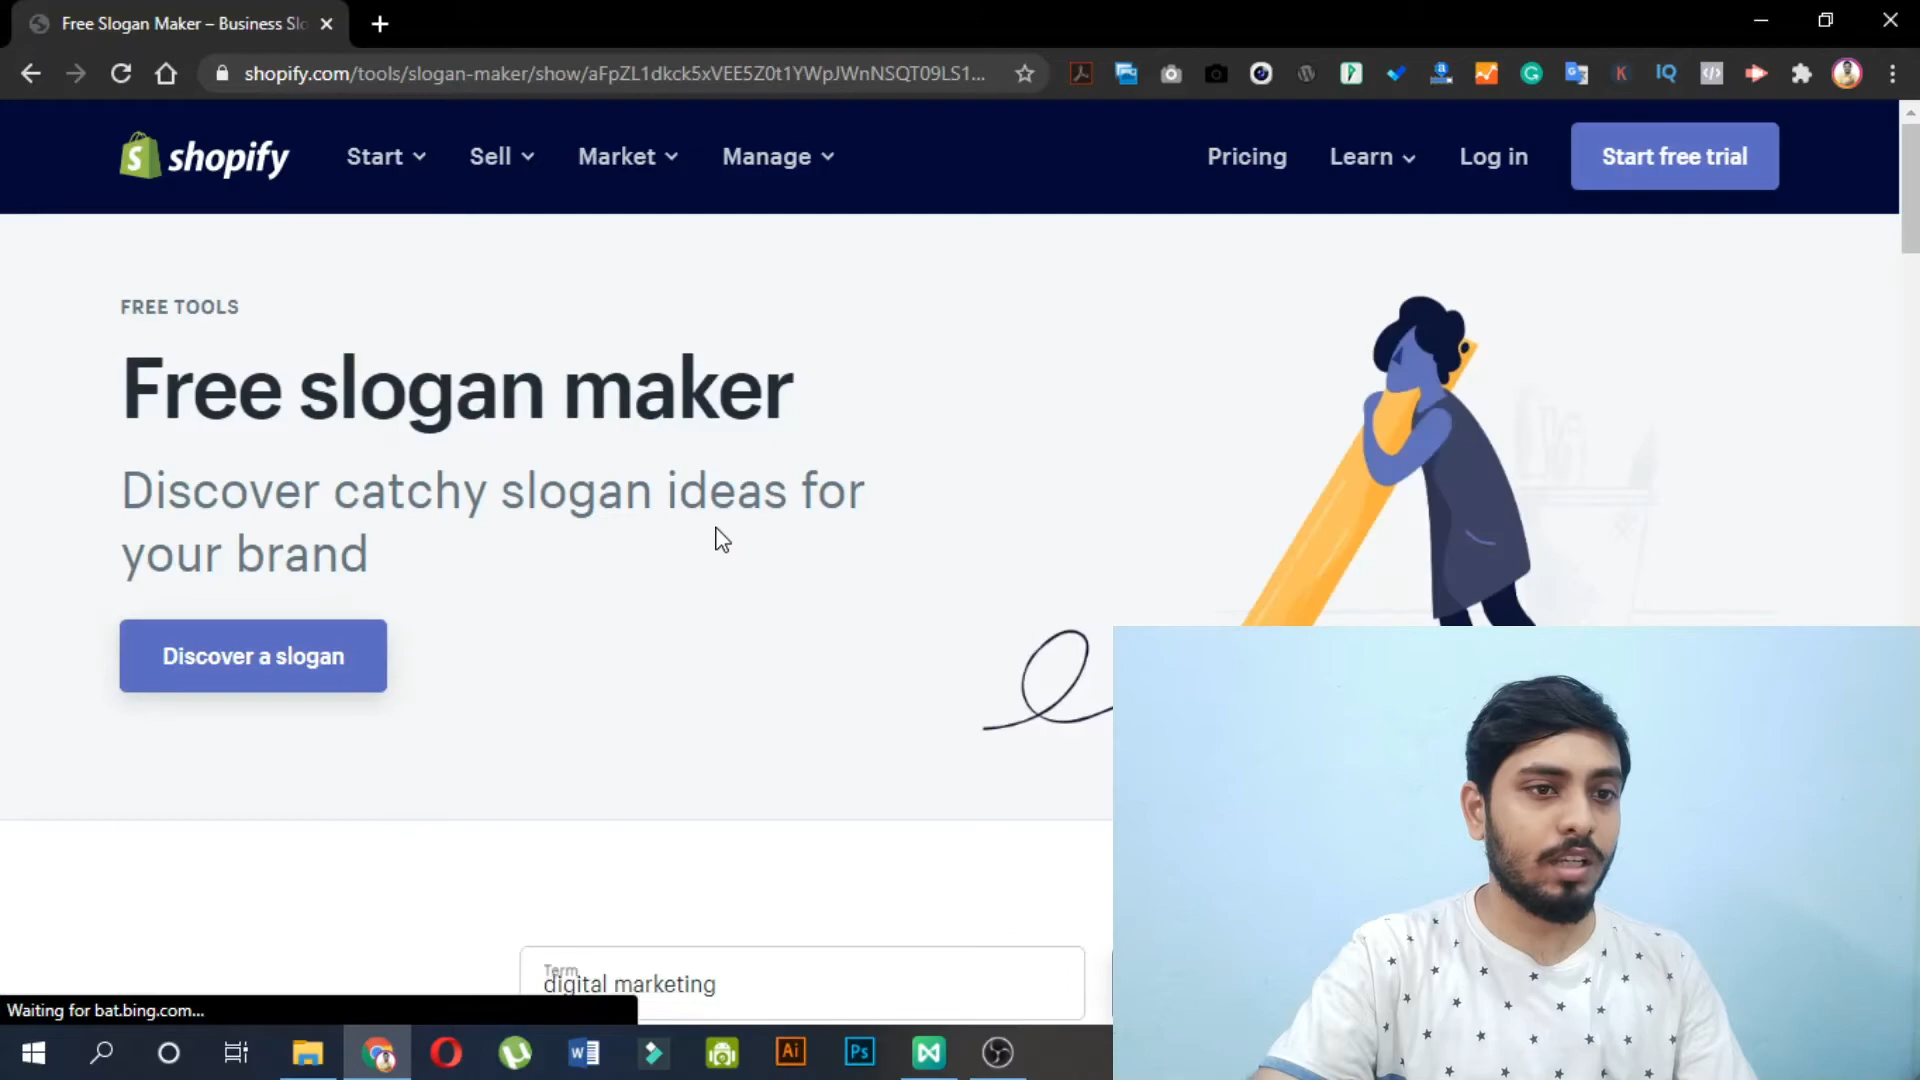 Free Slogan Maker – Business Slo
shopify.com/tools/slogan-maker/show/aFpZL1dkck5xVEE5Z0t1YWpJWnNSQT09LS1...
shopify Start Sell Market Manage Pricing Learn Log in Start free trial
FREE TOOLS
Free slogan maker
Discover catchy slogan ideas for
your brand
Discover a slogan
Term
digital marketing
Waiting for bat.bing.com...